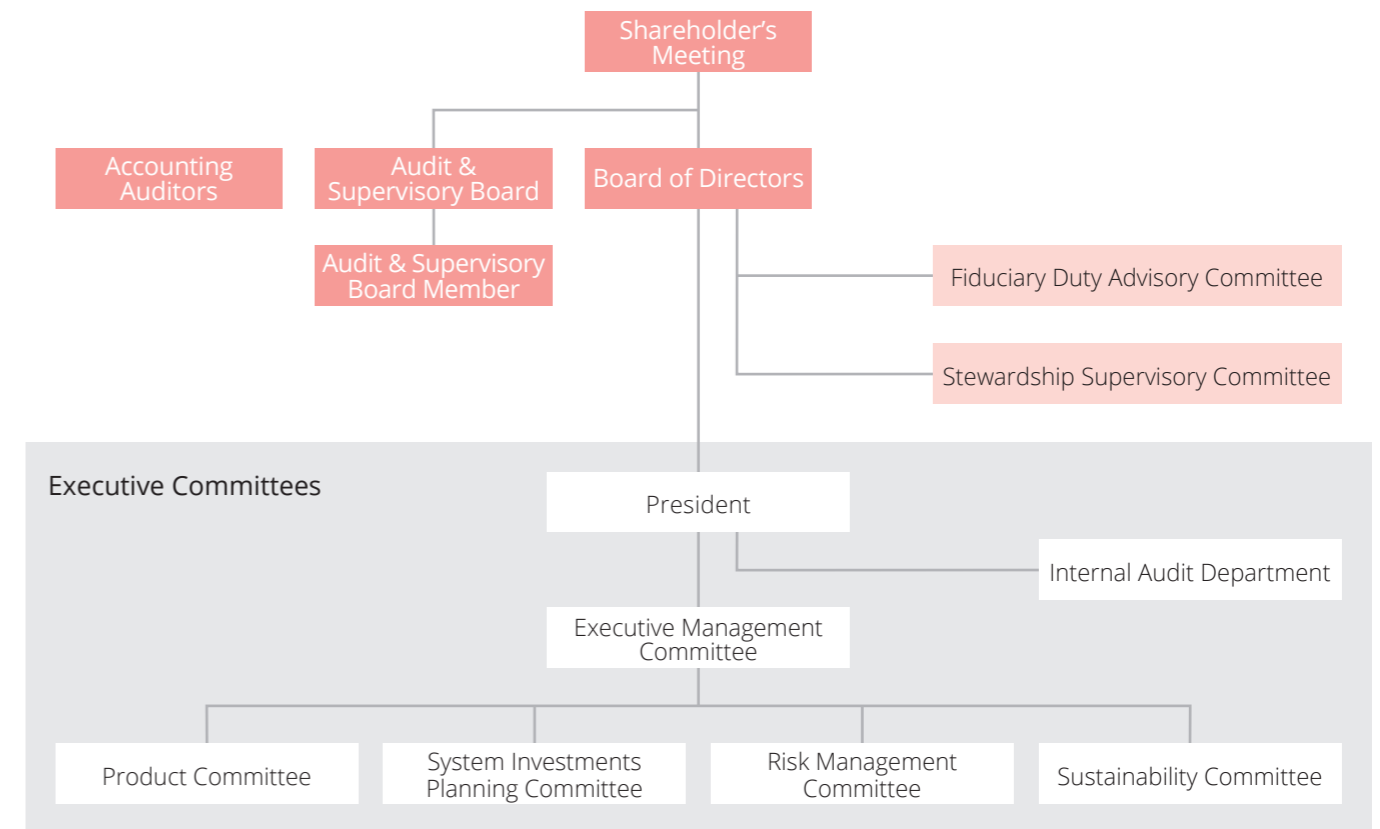 Shareholder’s
Meeting
Accounting
Auditors
Audit &
Supervisory Board
Board of Directors
Audit & Supervisory
Board Member
Fiduciary Duty Advisory Committee
Stewardship Supervisory Committee
Executive Committees
President
Internal Audit Department
Executive Management
Committee
Product Committee
System Investments
Planning Committee
Risk Management
Committee
Sustainability Committee